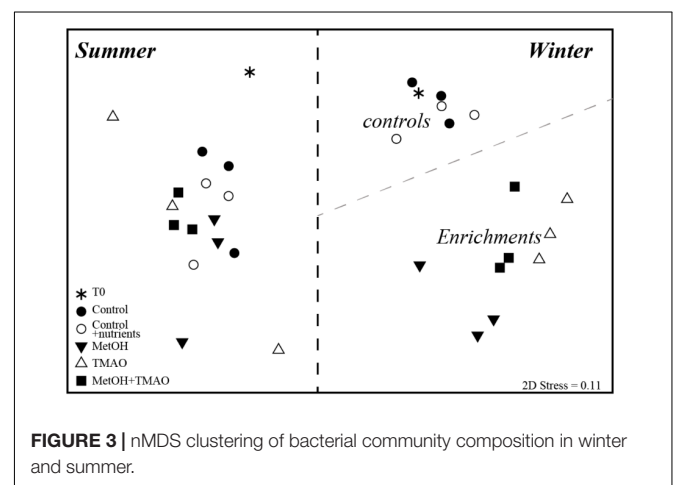 Summer
Winter
controls
Enrichments
T0
Control
Control
+nutrients
MetOH
TMAO
MetOH+TMAO
2D Stress = 0.11
FIGURE 3 | nMDS clustering of bacterial community composition in winter
and summer.